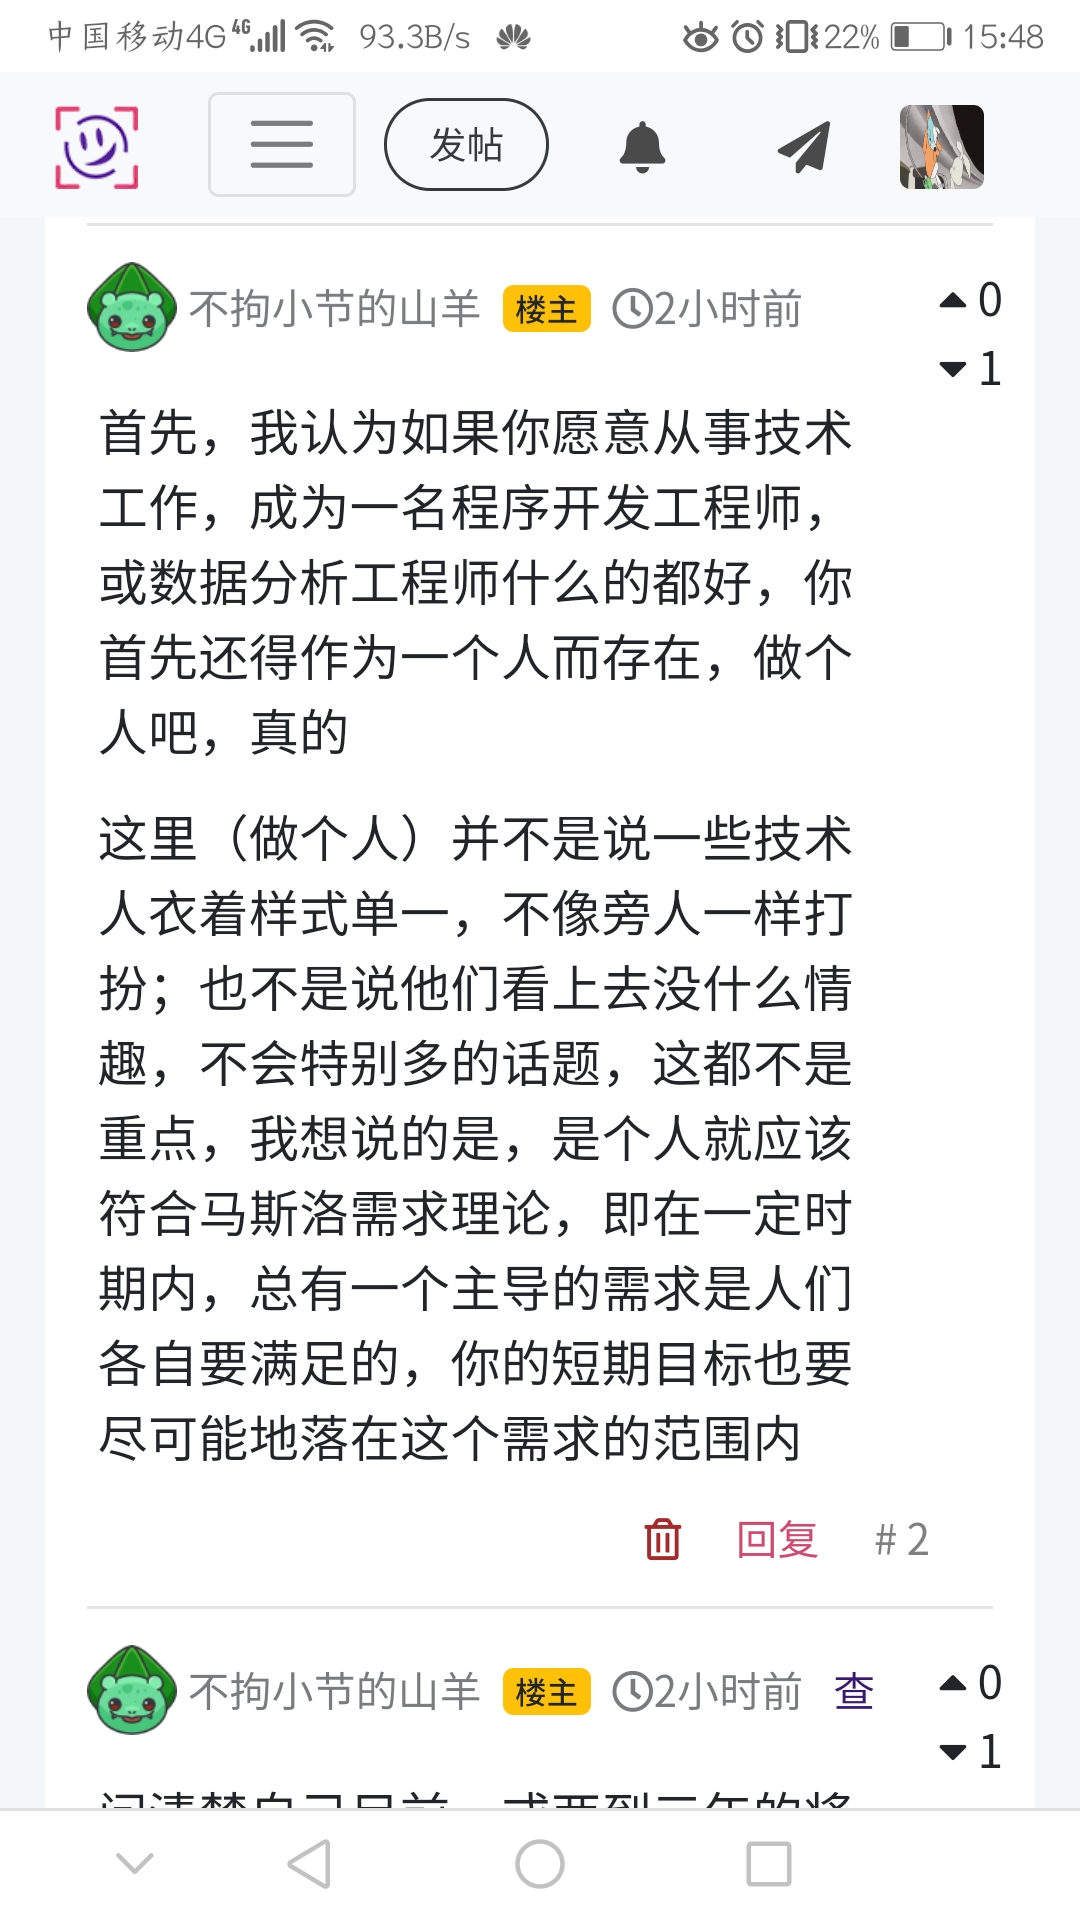 中国移动4G 4G 93.3B/s 22% 15:48
发帖
不拘小节的山羊 楼主 2小时前 0
1
首先，我认为如果你愿意从事技术
工作，成为一名程序开发工程师，
或数据分析工程师什么的都好，你
首先还得作为一个人而存在，做个
人吧，真的
这里（做个人）并不是说一些技术
人衣着样式单一，不像旁人一样打
扮；也不是说他们看上去没什么情
趣，不会特别多的话题，这都不是
重点，我想说的是，是个人就应该
符合马斯洛需求理论，即在一定时
期内，总有一个主导的需求是人们
各自要满足的，你的短期目标也要
尽可能地落在这个需求的范围内
回复 # 2
不拘小节的山羊 楼主 2小时前 查 0
1